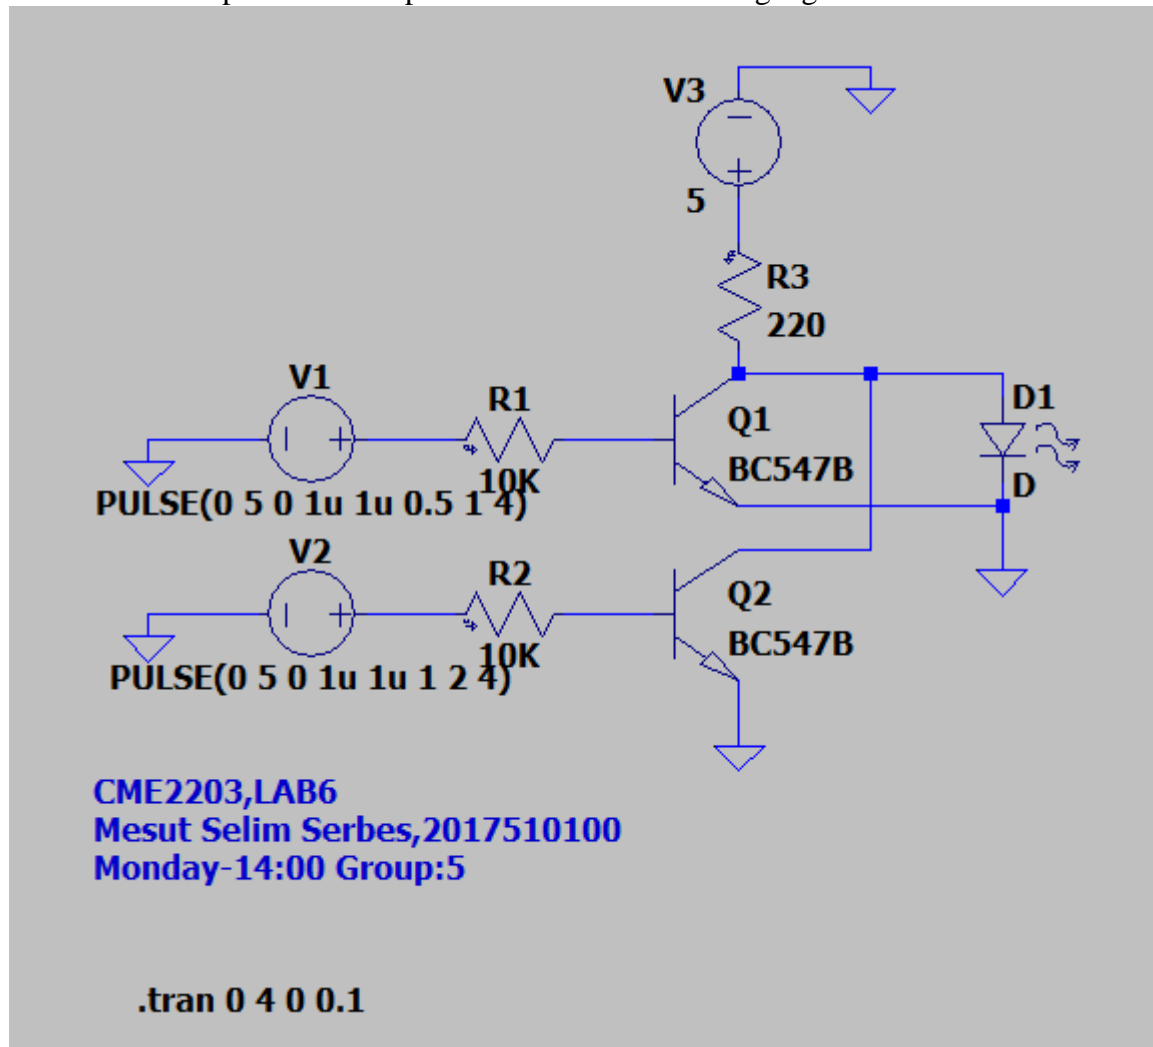 V3
5
R3
220
V1
R1
10K
PULSE(0 5 0 1u 1u 0.5 1 4)
Q1
BC547B
D1
D
V2
R2
10K
PULSE(0 5 0 1u 1u 1 2 4)
Q2
BC547B
CME2203,LAB6
Mesut Selim Serbes,2017510100
Monday-14:00 Group:5
.tran 0 4 0 0.1